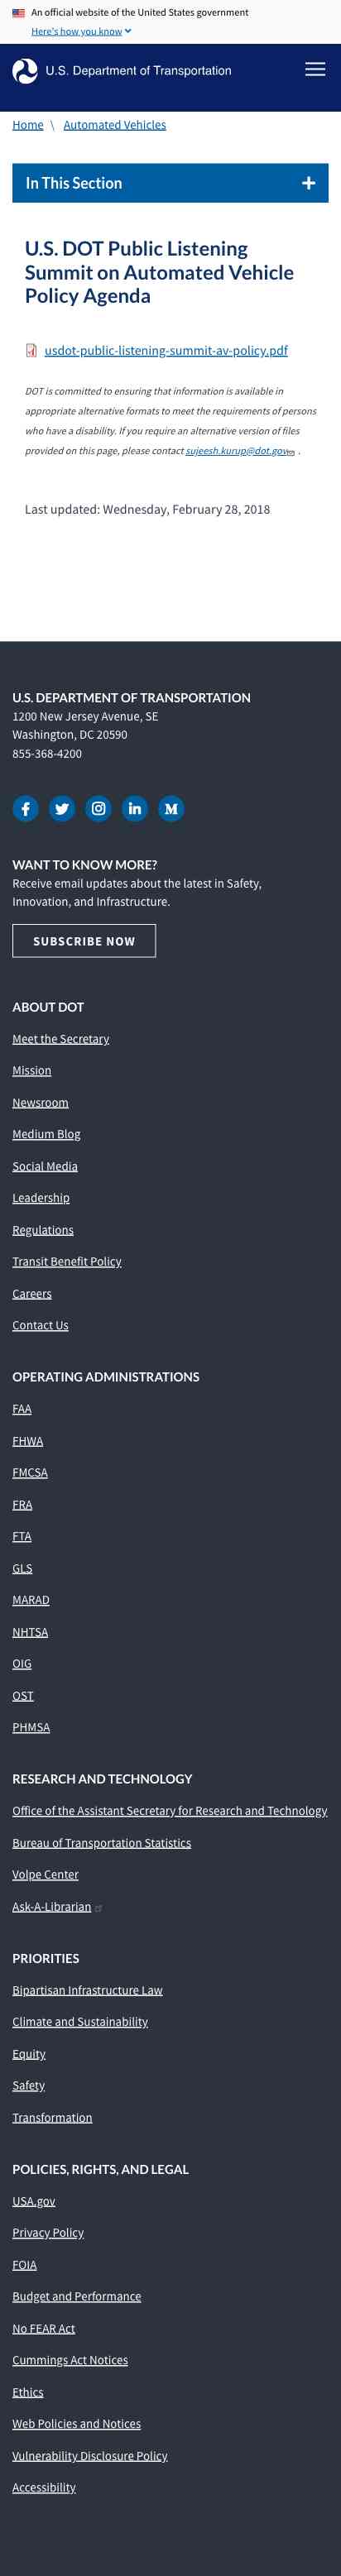 An official website of the United States government
Here's how you know
U.S. Department of Transportation
Home \ Automated Vehicles
In This Section
U.S. DOT Public Listening
Summit on Automated Vehicle
Policy Agenda
usdot-public-listening-summit-av-policy.pdf
DOT is committed to ensuring that information is available in
appropriate alternative formats to meet the requirements of persons
who have a disability. If you require an alternative version of files
provided on this page, please contact sujeesh.kurup@dot.gov .
Last updated: Wednesday, February 28, 2018
U.S. DEPARTMENT OF TRANSPORTATION
1200 New Jersey Avenue, SE
Washington, DC 20590
855-368-4200
WANT TO KNOW MORE?
Receive email updates about the latest in Safety,
Innovation, and Infrastructure.
SUBSCRIBE NOW
ABOUT DOT
Meet the Secretary
Mission
Newsroom
Medium Blog
Social Media
Leadership
Regulations
Transit Benefit Policy
Careers
Contact Us
OPERATING ADMINISTRATIONS
FAA
FHWA
FMCSA
FRA
FTA
GLS
MARAD
NHTSA
OIG
OST
PHMSA
RESEARCH AND TECHNOLOGY
Office of the Assistant Secretary for Research and Technology
Bureau of Transportation Statistics
Volpe Center
Ask-A-Librarian
PRIORITIES
Bipartisan Infrastructure Law
Climate and Sustainability
Equity
Safety
Transformation
POLICIES, RIGHTS, AND LEGAL
USA.gov
Privacy Policy
FOIA
Budget and Performance
No FEAR Act
Cummings Act Notices
Ethics
Web Policies and Notices
Vulnerability Disclosure Policy
Accessibility